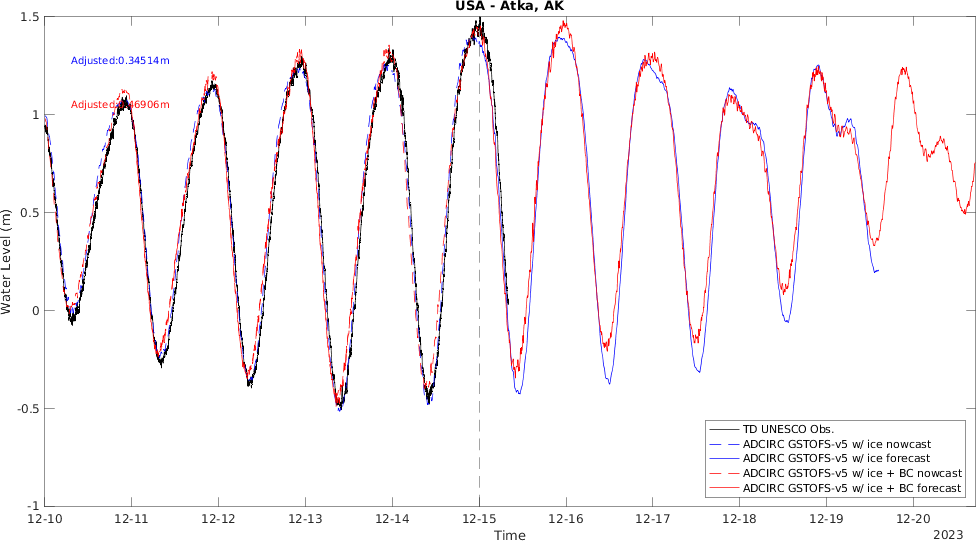 USA - Atka, AK
1.5
1
0.5
0
-0.5
-1
Water Level (m)
Adjusted:0.34514m
Adjusted: 46906m
TD UNESCO Obs.
ADCIRC GSTOFS-v5 w/ ice nowcast
ADCIRC GSTOFS-v5 w/ ice forecast
ADCIRC GSTOFS-v5 w/ ice + BC nowcast
ADCIRC GSTOFS-v5 w/ ice + BC forecast
12-10 12-11 12-12 12-13 12-14 12-15 12-16 12-17 12-18 12-19 12-20
Time
2023